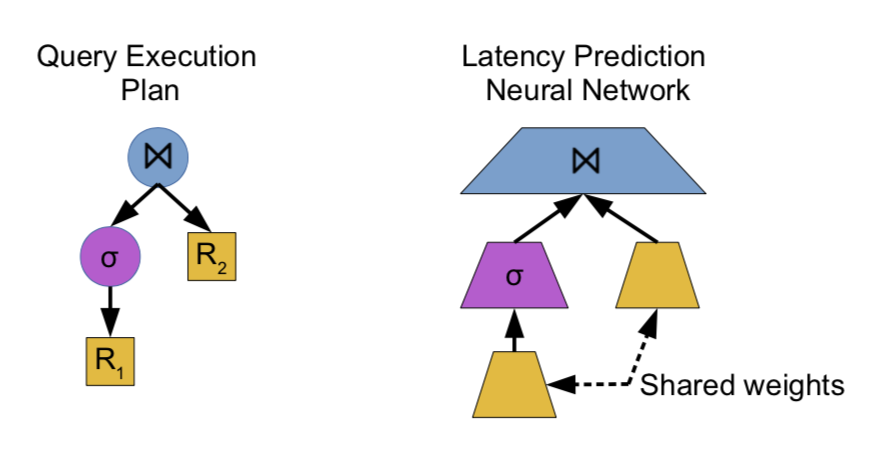 Query Execution
Plan
⋈
σ
R₂
R₁
Latency Prediction
Neural Network
⋈
σ
Shared weights